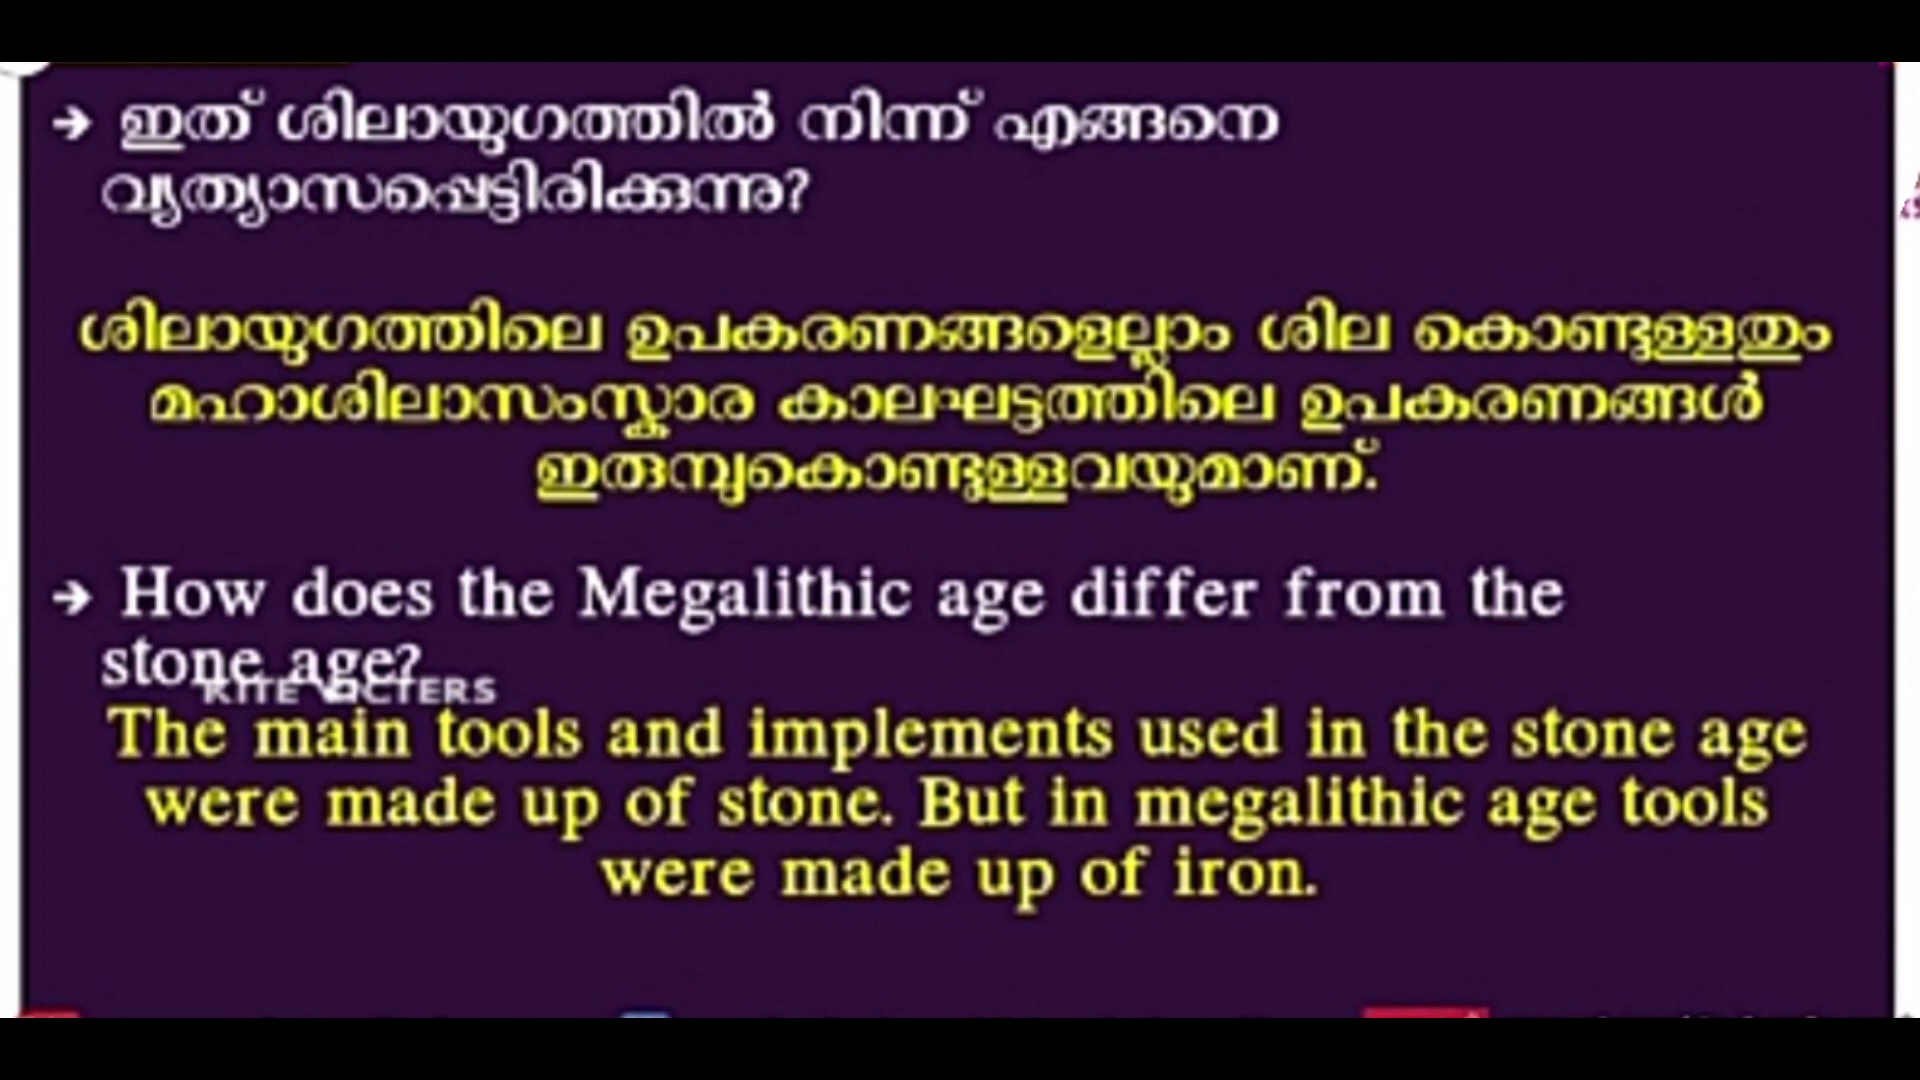 → ഇത് ശിലായുഗത്തിൽ നിന്ന് എങ്ങനെ
വ്യത്യാസപ്പെട്ടിരിക്കുന്നു?
ശിലായുഗത്തിലെ ഉപകരണങ്ങളെല്ലാം ശില കൊണ്ടുള്ളതും
മഹാശിലാസംസ്കാര കാലഘട്ടത്തിലെ ഉപകരണങ്ങൾ
ഇരുമ്പുകൊണ്ടുള്ളവയുമാണ്.
→ How does the Megalithic age differ from the
stone age?
KITE VICTERS
The main tools and implements used in the stone age
were made up of stone. But in megalithic age tools
were made up of iron.